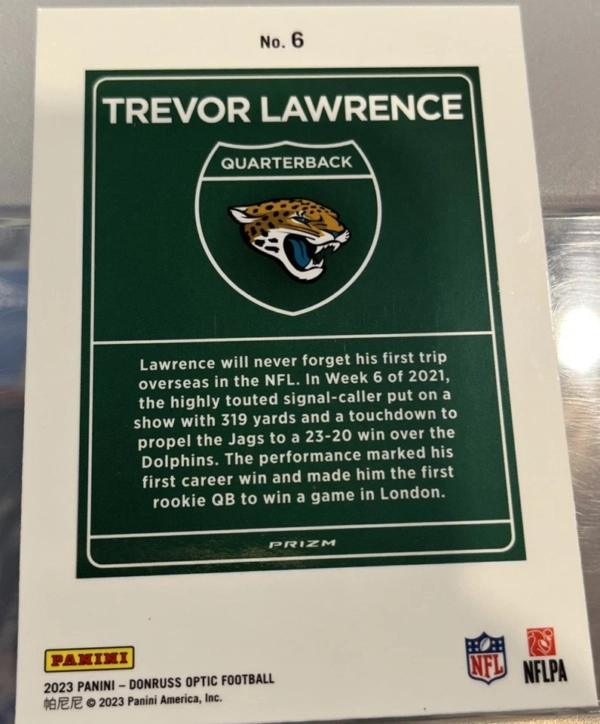 No. 6
TREVOR LAWRENCE
QUARTERBACK
Lawrence will never forget his first trip
overseas in the NFL. In Week 6 of 2021,
the highly touted signal-caller put on a
show with 319 yards and a touchdown to
propel the Jags to a 23-20 win over the
Dolphins. The performance marked his
first career win and made him the first
rookie QB to win a game in London.
PRIZM
PANINI
2023 PANINI – DONRUSS OPTIC FOOTBALL
帕尼尼 © 2023 Panini America, Inc.
NFL
NFLPA